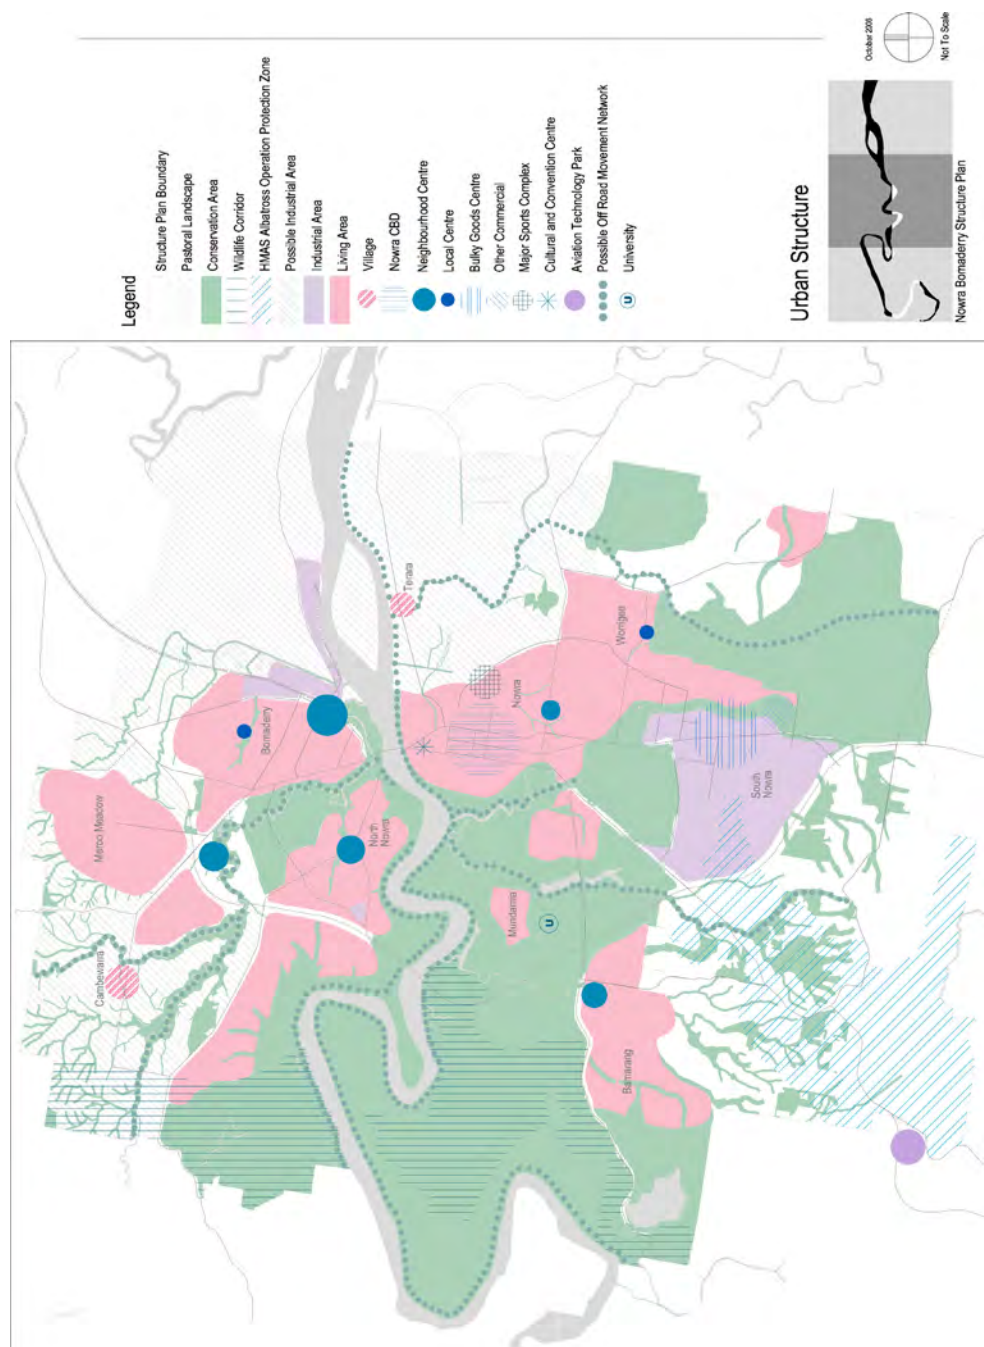 Legend
Structure Plan Boundary
Pastoral Landscape
Conservation Area
Wildlife Corridor
HMAS Albatross Operation Protection Zone
Possible Industrial Area
Industrial Area
Living Area
Village
Nowra CBD
Neighbourhood Centre
Local Centre
Bulky Goods Centre
Other Commercial
Major Sports Complex
Cultural and Convention Centre
Aviation Technology Park
Possible Off Road Movement Network
U
University
Urban Structure
Nowra Bomaderry Structure Plan
October 2006
Not To Scale
Cambewarra
Meroo Meadow
Bomaderry
North
Nowra
Terara
Nowra
Worrigee
Mundamia
U
South
Nowra
Bamarang